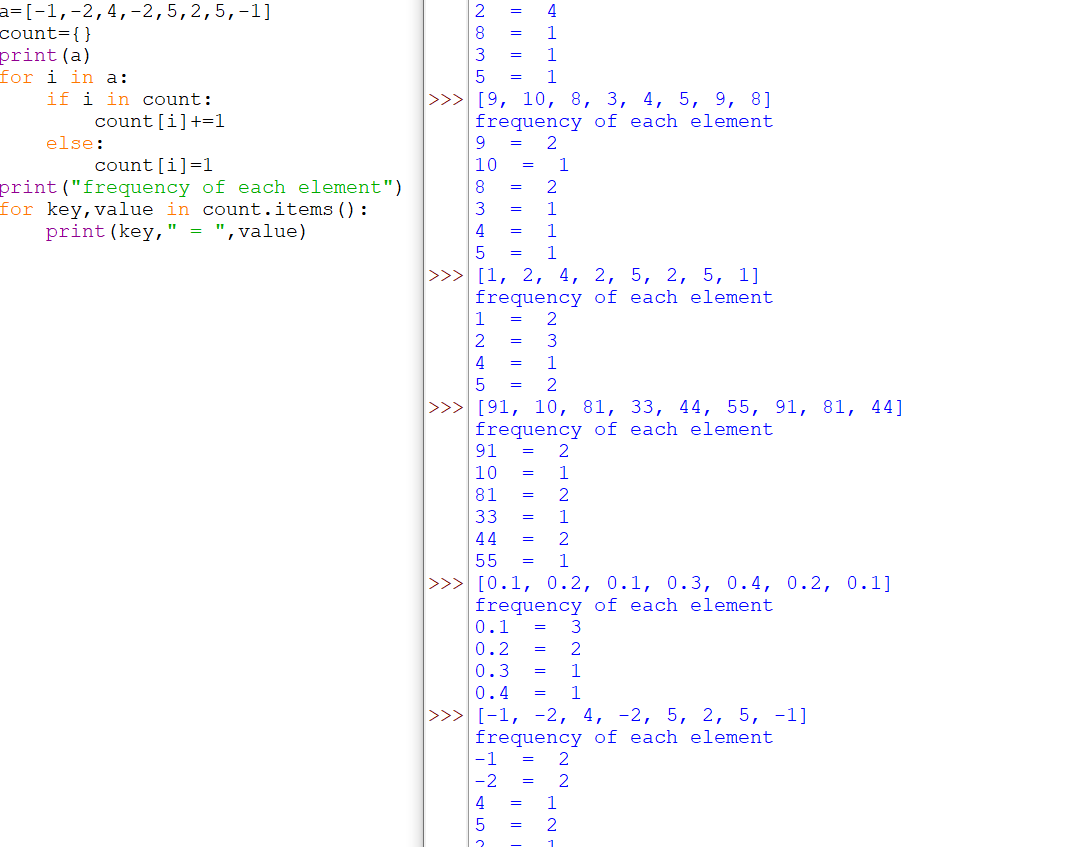 a=[-1,-2,4,-2,5,2,5,-1]
count={}
print(a)
for i in a:
    if i in count:
        count[i]+=1
    else:
        count[i]=1
print("frequency of each element")
for key,value in count.items():
    print(key," = ",value)
2  =  4
8  =  1
3  =  1
5  =  1
>>> [9, 10, 8, 3, 4, 5, 9, 8]
frequency of each element
9  =  2
10  =  1
8  =  2
3  =  1
4  =  1
5  =  1
>>> [1, 2, 4, 2, 5, 2, 5, 1]
frequency of each element
1  =  2
2  =  3
4  =  1
5  =  2
>>> [91, 10, 81, 33, 44, 55, 91, 81, 44]
frequency of each element
91  =  2
10  =  1
81  =  2
33  =  1
44  =  2
55  =  1
>>> [0.1, 0.2, 0.1, 0.3, 0.4, 0.2, 0.1]
frequency of each element
0.1  =  3
0.2  =  2
0.3  =  1
0.4  =  1
>>> [-1, -2, 4, -2, 5, 2, 5, -1]
frequency of each element
-1  =  2
-2  =  2
4  =  1
5  =  2
2  =  1